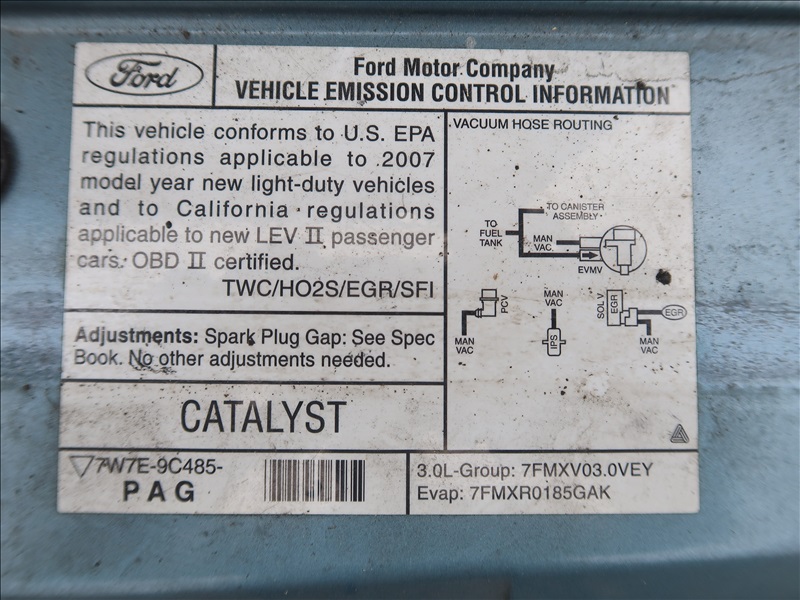 Ford
Ford Motor Company
VEHICLE EMISSION CONTROL INFORMATION
This vehicle conforms to U.S. EPA
regulations applicable to 2007
model year new light-duty vehicles
and to California regulations
applicable to new LEV II passenger
cars. OBD II certified.
TWC/HO2S/EGR/SFI
Adjustments: Spark Plug Gap: See Spec
Book. No other adjustments needed.
CATALYST
7W7E-9C485-
PAG
VACUUM HOSE ROUTING
TO CANISTER
ASSEMBLY
TO
FUEL
TANK
MAN
VAC
EVMV
PCV
MAN
VAC
MAN
VAC
IPS
SOL V
EGR
EGR
MAN
VAC
3.0L-Group: 7FMXV03.0VEY
Evap: 7FMXR0185GAK